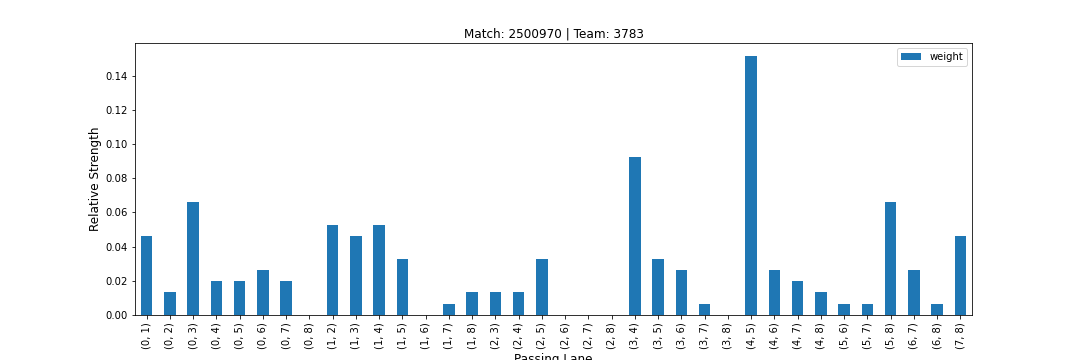 Match: 2500970 | Team: 3783
weight
Relative Strength
0.14
0.12
0.10
0.08
0.06
0.04
0.02
0.00
(0, 1) (0, 2) (0, 3) (0, 4) (0, 5) (0, 6) (0, 7) (0, 8) (1, 2) (1, 3) (1, 4) (1, 5) (1, 6) (1, 7) (1, 8) (2, 3) (2, 4) (2, 5) (2, 6) (2, 7) (2, 8) (3, 4) (3, 5) (3, 6) (3, 7) (3, 8) (4, 5) (4, 6) (4, 7) (4, 8) (5, 6) (5, 7) (5, 8) (6, 7) (6, 8) (7, 8)
Passing Lane